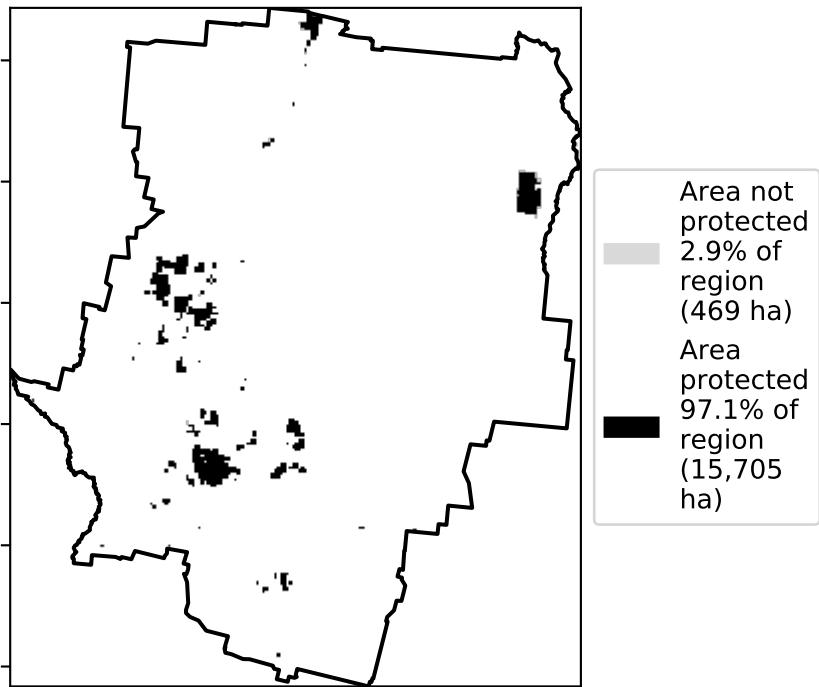 Area not
protected
2.9% of
region
(469 ha)
Area
protected
97.1% of
region
(15,705
ha)